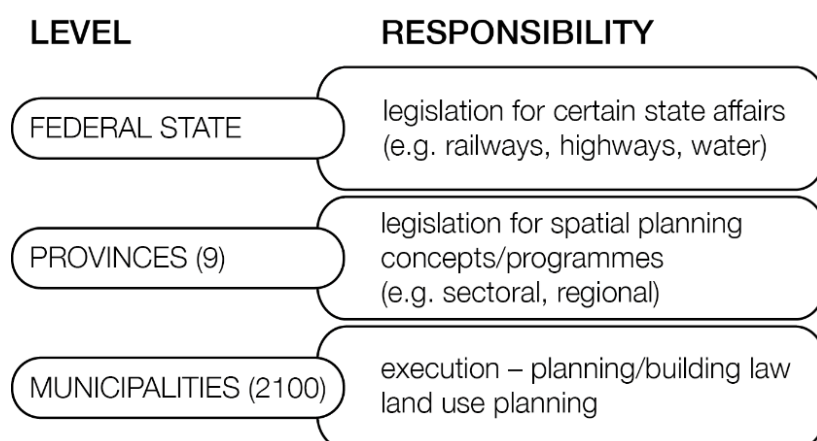 LEVEL RESPONSIBILITY
FEDERAL STATE
legislation for certain state affairs
(e.g. railways, highways, water)
PROVINCES (9)
legislation for spatial planning
concepts/programmes
(e.g. sectoral, regional)
MUNICIPALITIES (2100)
execution – planning/building law
land use planning